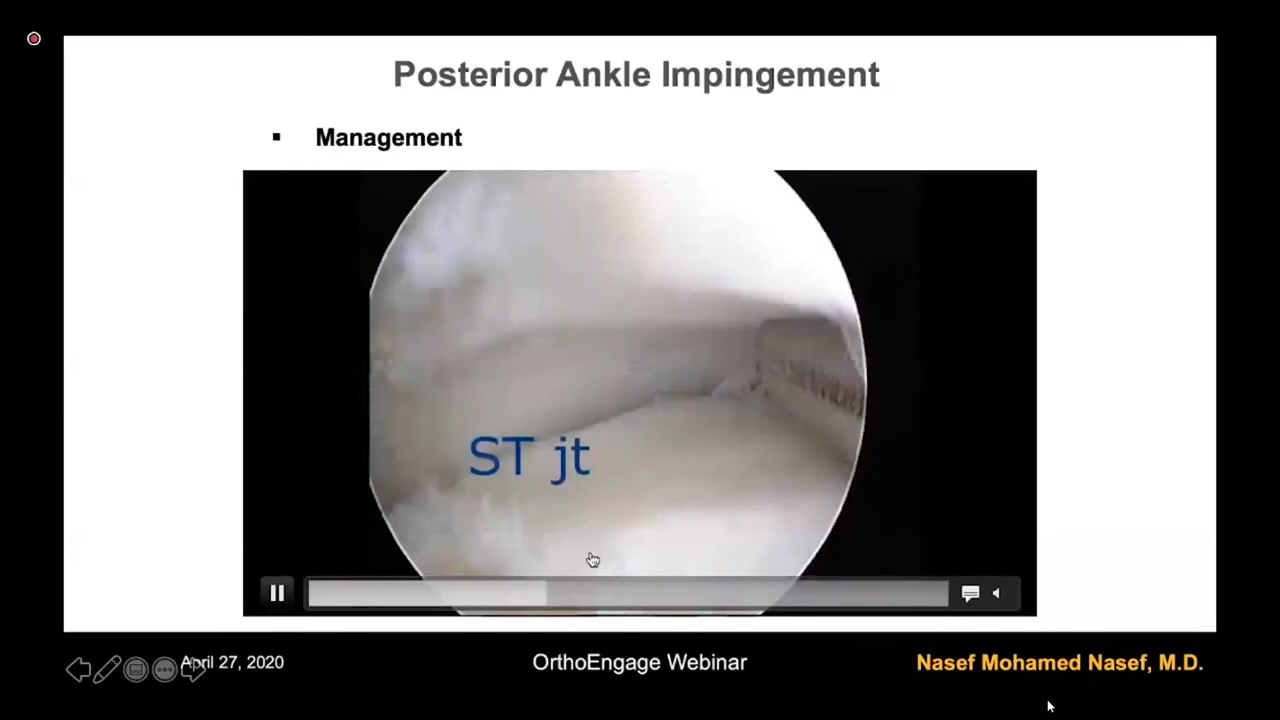 Posterior Ankle Impingement
▪ Management
ST jt
April 27, 2020
OrthoEngage Webinar
Nasef Mohamed Nasef, M.D.